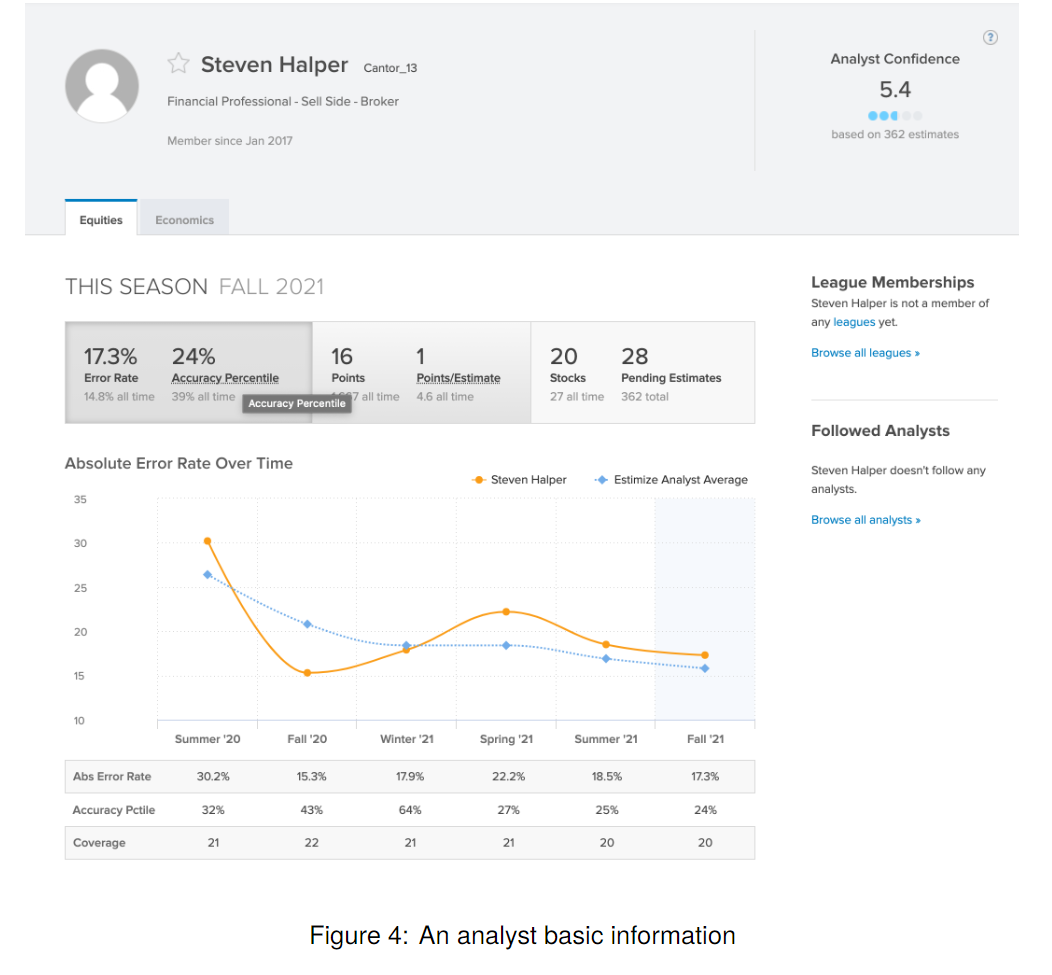 ?
Steven Halper Cantor_13
Financial Professional - Sell Side - Broker
Member since Jan 2017
Analyst Confidence
5.4
based on 362 estimates
Equities Economics
THIS SEASON FALL 2021
17.3% 24% 16 1 20 28
Error Rate Accuracy Percentile Points Points/Estimate Stocks Pending Estimates
14.8% all time 39% all time all time 4.6 all time 27 all time 362 total
Accuracy Percentile
League Memberships
Steven Halper is not a member of
any leagues yet.
Browse all leagues »
Followed Analysts
Steven Halper doesn't follow any
analysts.
Browse all analysts »
Absolute Error Rate Over Time
Steven Halper Estimize Analyst Average
35
30
25
20
15
10
Summer '20 Fall '20 Winter '21 Spring '21 Summer '21 Fall '21
Abs Error Rate 30.2% 15.3% 17.9% 22.2% 18.5% 17.3%
Accuracy Pctile 32% 43% 64% 27% 25% 24%
Coverage 21 22 21 21 20 20
Figure 4: An analyst basic information